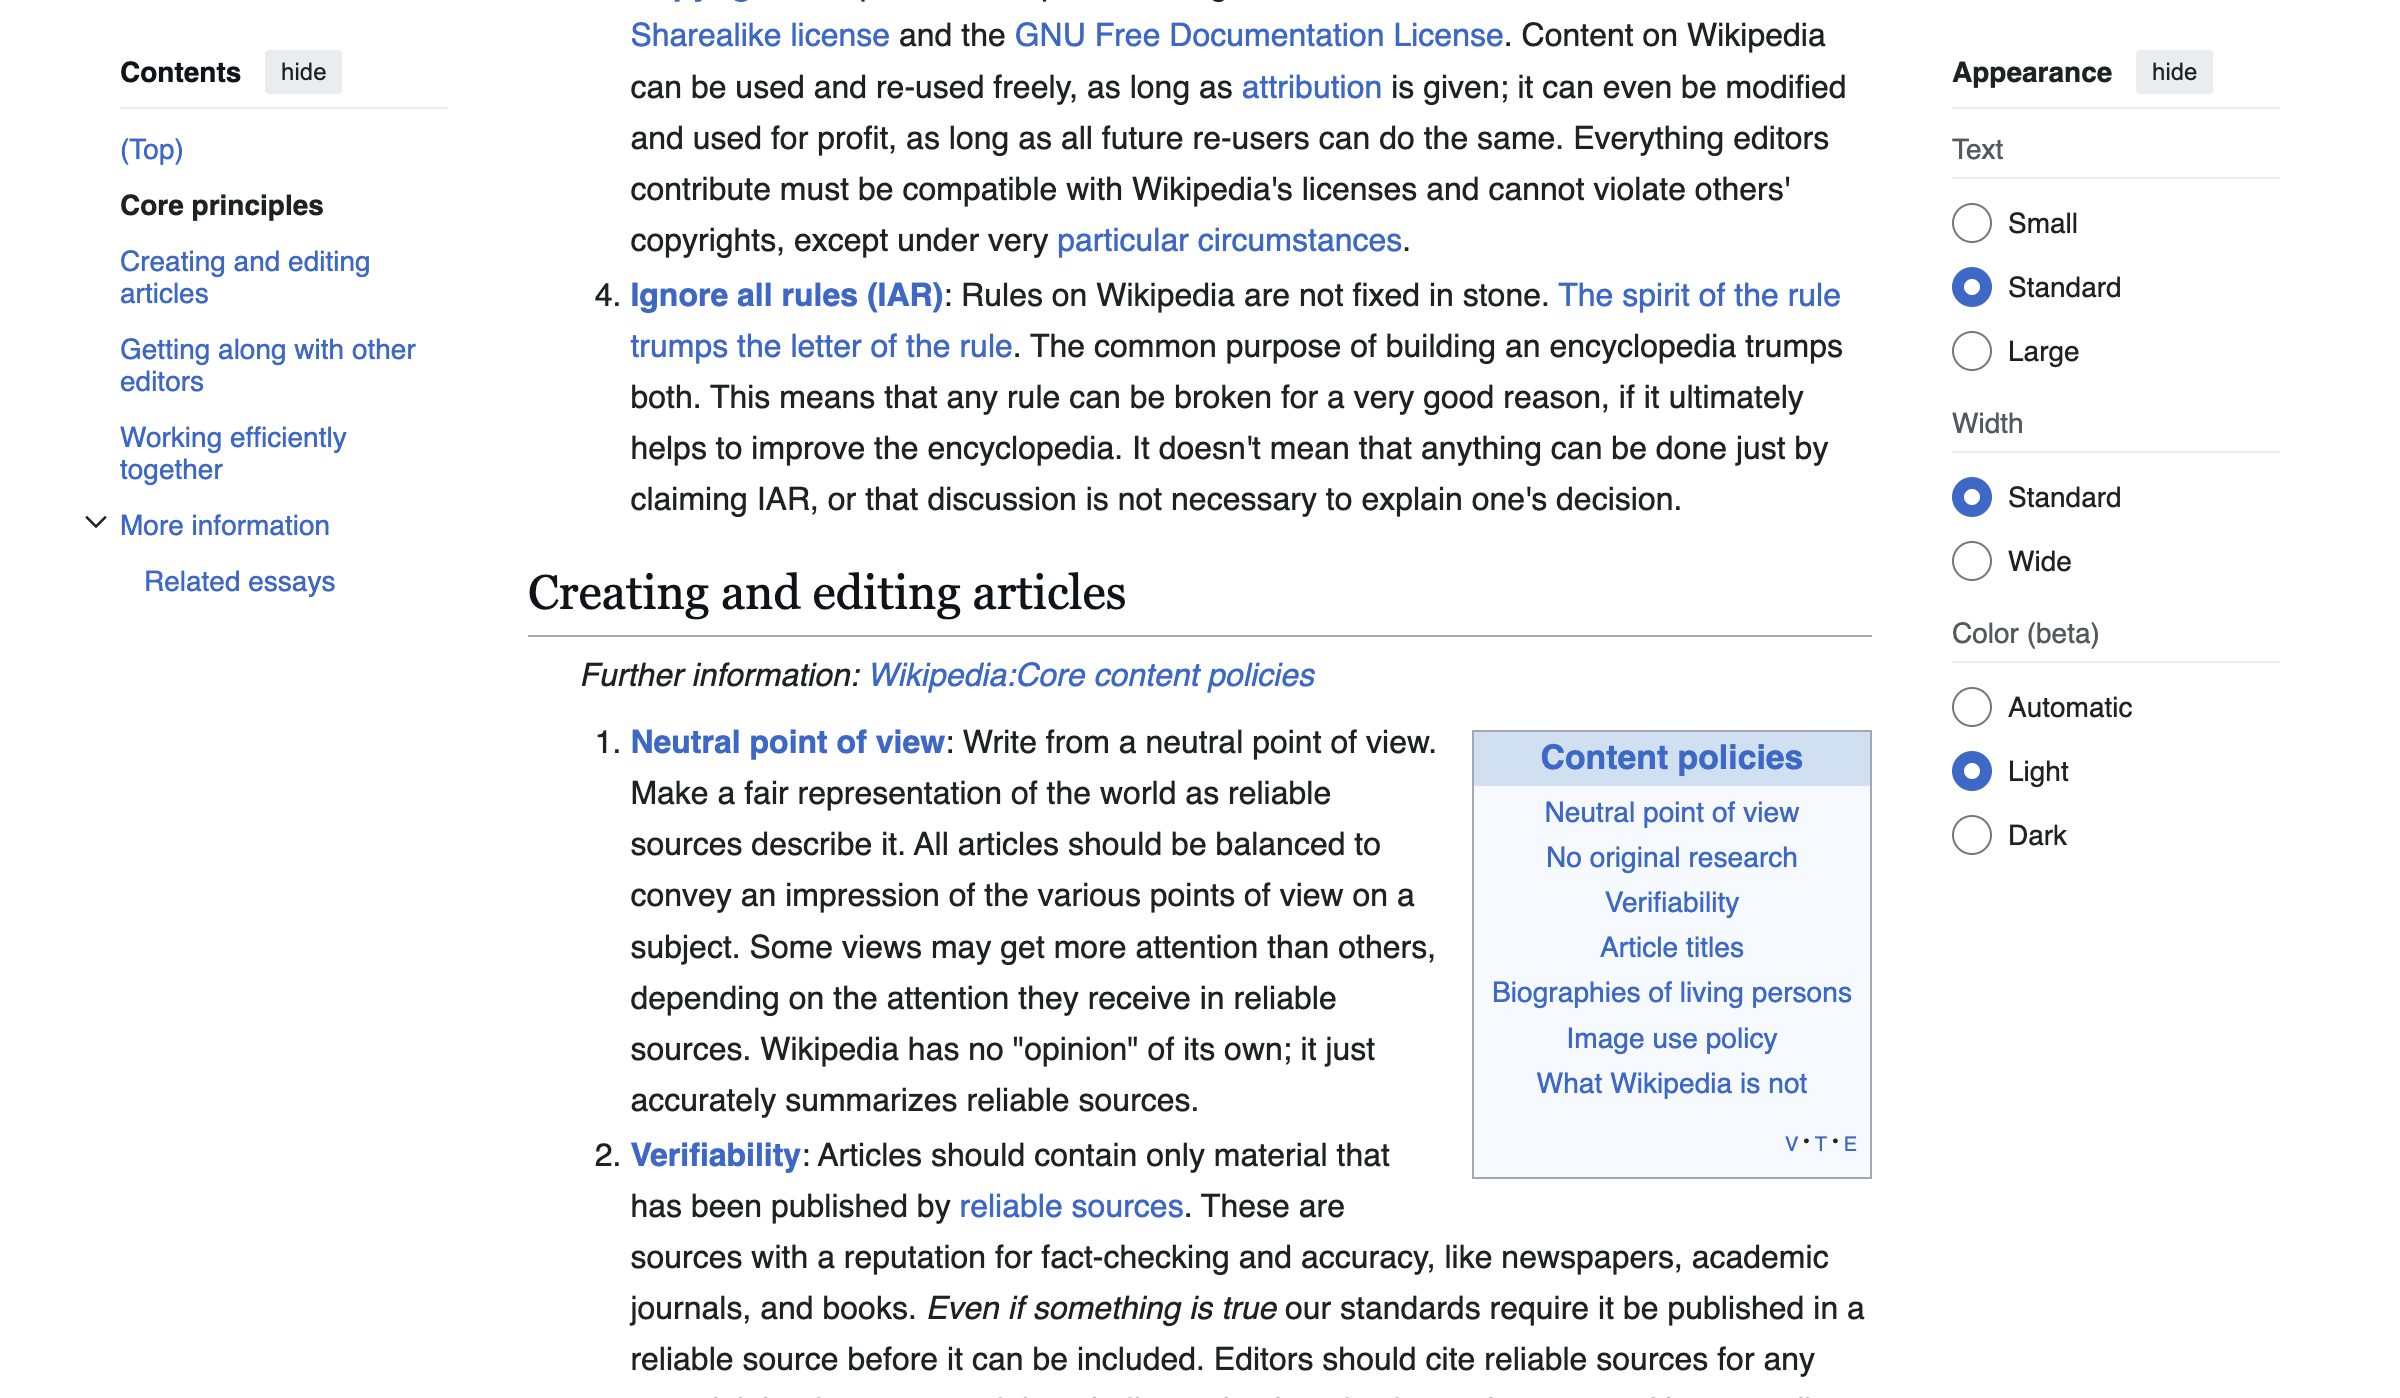 Contents hide
(Top)
Core principles
Creating and editing
articles
Getting along with other
editors
Working efficiently
together
More information
Related essays
Sharealike license and the GNU Free Documentation License. Content on Wikipedia
can be used and re-used freely, as long as attribution is given; it can even be modified
and used for profit, as long as all future re-users can do the same. Everything editors
contribute must be compatible with Wikipedia's licenses and cannot violate others'
copyrights, except under very particular circumstances.
4. Ignore all rules (IAR): Rules on Wikipedia are not fixed in stone. The spirit of the rule
trumps the letter of the rule. The common purpose of building an encyclopedia trumps
both. This means that any rule can be broken for a very good reason, if it ultimately
helps to improve the encyclopedia. It doesn't mean that anything can be done just by
claiming IAR, or that discussion is not necessary to explain one's decision.
Creating and editing articles
Further information: Wikipedia:Core content policies
1. Neutral point of view: Write from a neutral point of view.
Make a fair representation of the world as reliable
sources describe it. All articles should be balanced to
convey an impression of the various points of view on a
subject. Some views may get more attention than others,
depending on the attention they receive in reliable
sources. Wikipedia has no "opinion" of its own; it just
accurately summarizes reliable sources.
2. Verifiability: Articles should contain only material that
has been published by reliable sources. These are
sources with a reputation for fact-checking and accuracy, like newspapers, academic
journals, and books. Even if something is true our standards require it be published in a
reliable source before it can be included. Editors should cite reliable sources for any
Content policies
Neutral point of view
No original research
Verifiability
Article titles
Biographies of living persons
Image use policy
What Wikipedia is not
V • T • E
Appearance hide
Text
Small
Standard
Large
Width
Standard
Wide
Color (beta)
Automatic
Light
Dark